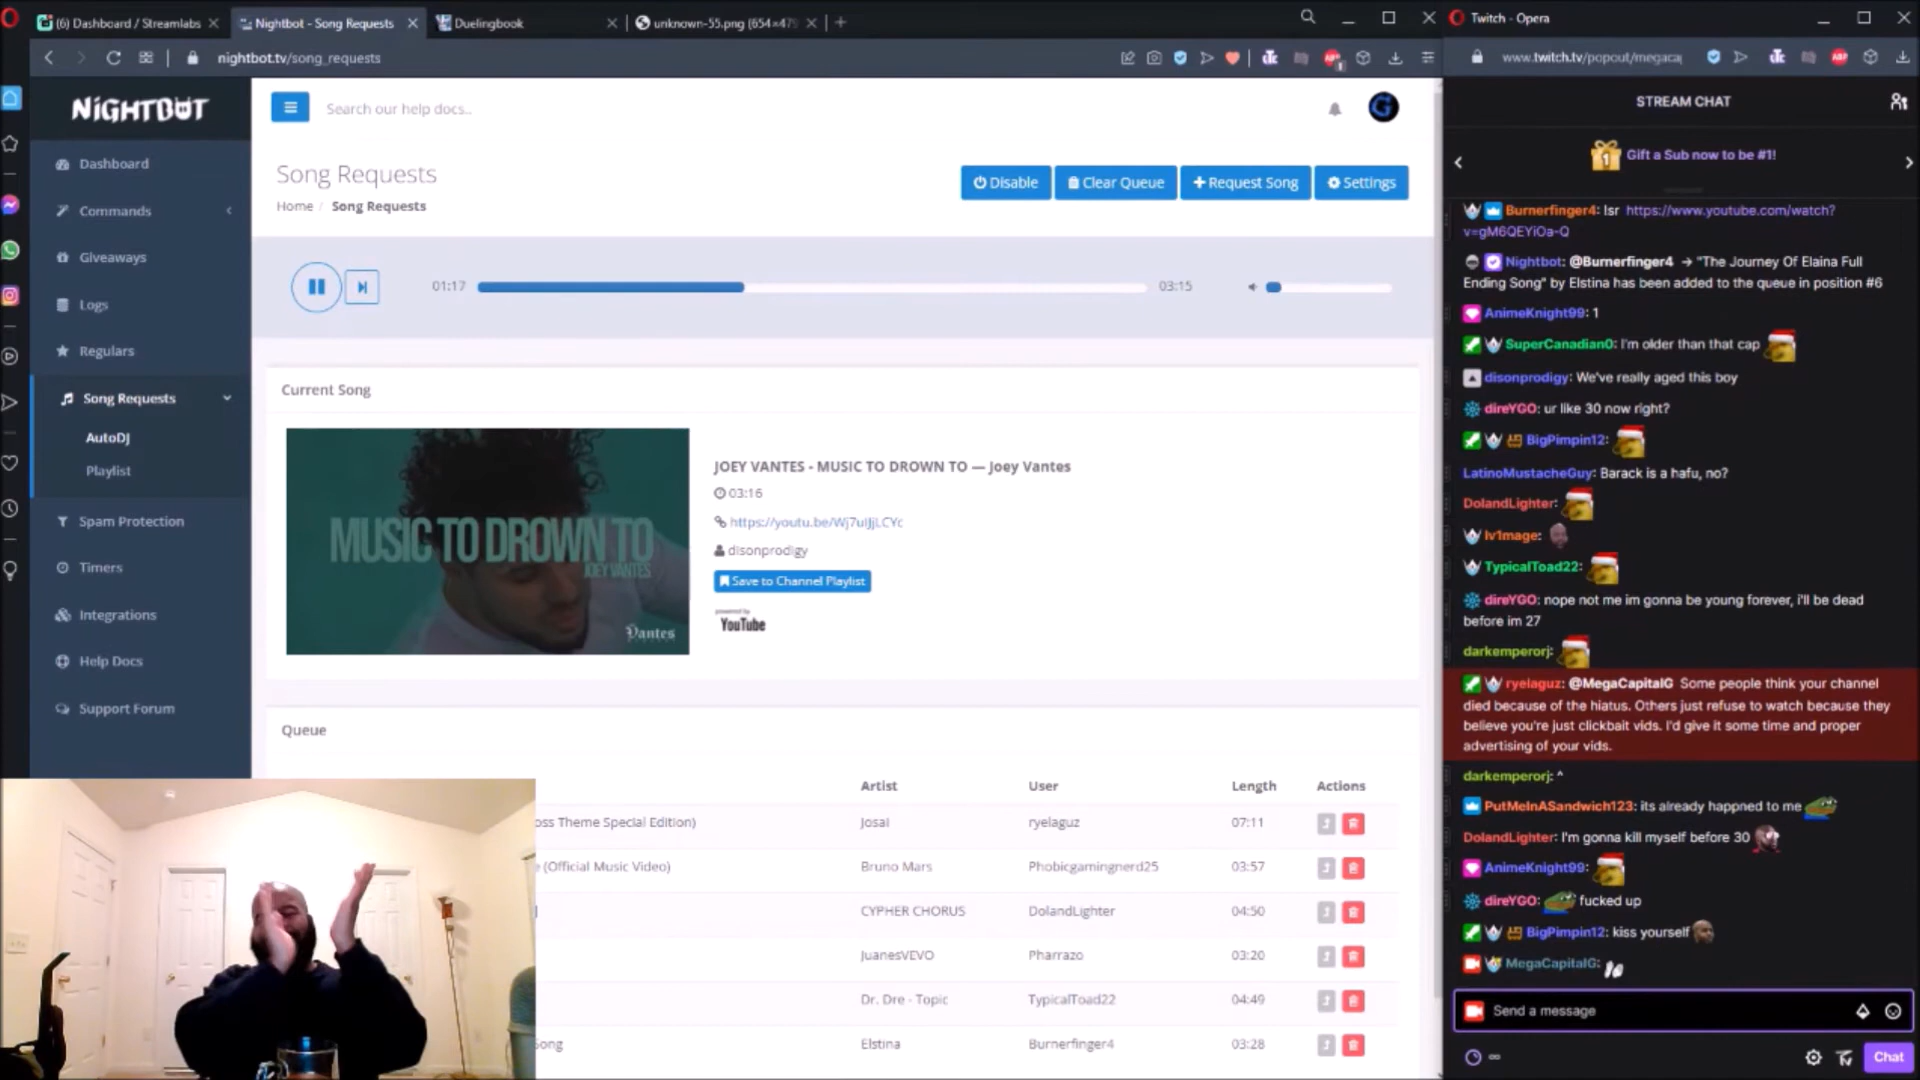 (6) Dashboard / Streamlabs
Nightbot - Song Requests
Duelingbook
unknown-55.png (654×479
Twitch - Opera
nightbot.tv/song_requests
www.twitch.tv/popout/megacap
NiGHTBOT
Search our help docs..
Dashboard
Commands
Giveaways
Logs
Regulars
Song Requests
AutoDJ
Playlist
Spam Protection
Timers
Integrations
Help Docs
Support Forum
Song Requests
Home / Song Requests
Disable
Clear Queue
Request Song
Settings
01:17
03:15
Current Song
MUSIC TO DROWN TO
JOEY VANTES
Vantes
JOEY VANTES - MUSIC TO DROWN TO — Joey Vantes
03:16
disonprodigy
Save to Channel Playlist
powered by
YouTube
Queue
Artist User Length Actions
oss Theme Special Edition) Josai ryelaguz 07:11
e (Official Music Video) Bruno Mars Phobicgamingnerd25 03:57
] CYPHER CHORUS DolandLighter 04:50
JuanesVEVO Pharrazo 03:20
Dr. Dre - Topic TypicalToad22 04:49
Song Elstina Burnerfinger4 03:28
STREAM CHAT
1
Gift a Sub now to be #1!
Burnerfinger4: !sr https://www.youtube.com/watch?
v=gM6QEYiOa-Q
Nightbot: @Burnerfinger4 → "The Journey Of Elaina Full
Ending Song" by Elstina has been added to the queue in position #6
AnimeKnight99: 1
SuperCanadian0: I'm older than that cap
disonprodigy: We've really aged this boy
direYGO: ur like 30 now right?
BigPimpin12:
LatinoMustacheGuy: Barack is a hafu, no?
DolandLighter:
lv1mage:
TypicalToad22:
direYGO: nope not me im gonna be young forever, i'll be dead
before im 27
darkemperorj:
ryelaguz: @MegaCapitalG Some people think your channel
died because of the hiatus. Others just refuse to watch because they
believe you're just clickbait vids. I'd give it some time and proper
advertising of your vids.
darkemperorj: ^
PutMeInASandwich123: its already happned to me
DolandLighter: I'm gonna kill myself before 30
AnimeKnight99:
direYGO: fucked up
BigPimpin12: kiss yourself
MegaCapitalG:
Send a message
Chat